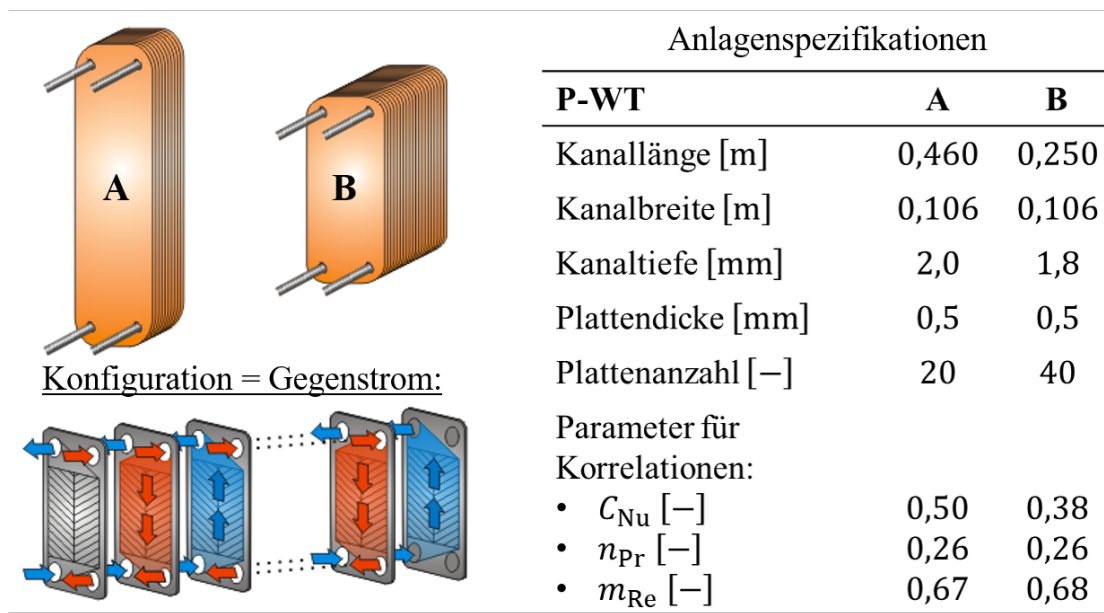 A
B
Konfiguration = Gegenstrom:
Anlagenspezifikationen
P-WT A B
Kanallänge [m] 0,460 0,250
Kanalbreite [m] 0,106 0,106
Kanaltiefe [mm] 2,0 1,8
Plattendicke [mm] 0,5 0,5
Plattenanzahl [−] 20 40
Parameter für
Korrelationen:
• C_Nu [−] 0,50 0,38
• n_Pr [−] 0,26 0,26
• m_Re [−] 0,67 0,68